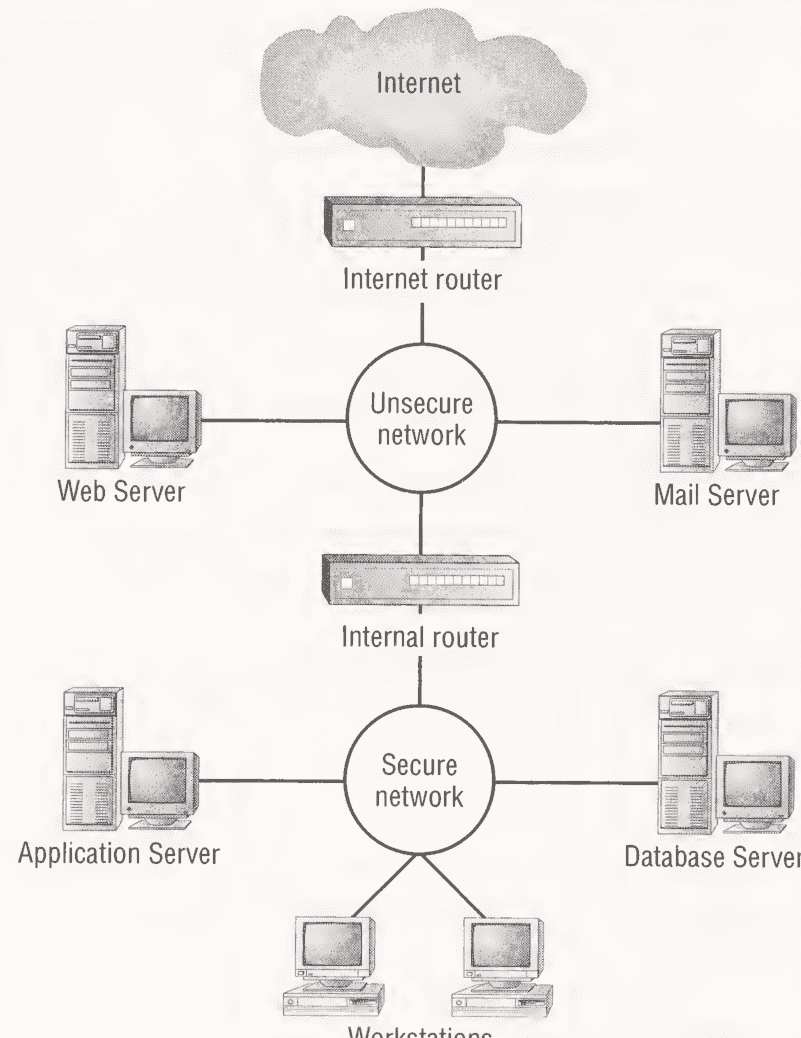 Internet
Internet router
Unsecure
network
Web Server
Mail Server
Internal router
Secure
network
Application Server
Database Server
Workstations